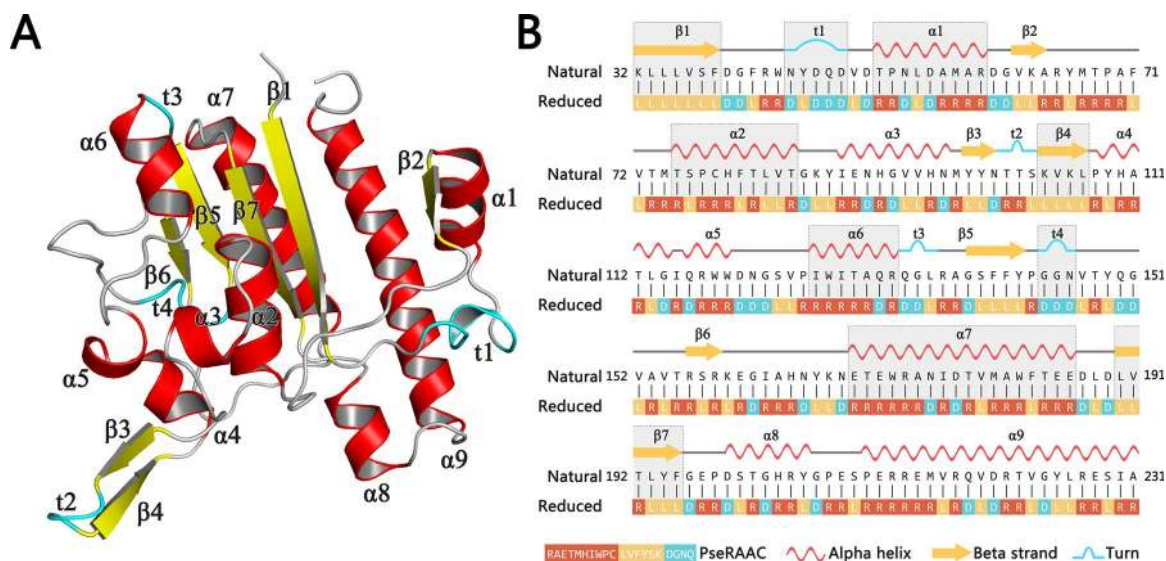 A
t3
α7
β1
α6
β2
α1
β5
β7
β6
t4
α3
α2
t1
α5
β3
α4
α8
α9
t2
β4
B
β1 t1 α1 β2
Natural 32 K L L L V S F D G F R W N Y D Q D V D T P N L D A M A R D G V K A R Y M T P A F 71
Reduced L L L L L L L D D L R R D L D D D L D R R D L D R R R R D D L L R R L R R R R L
α2 α3 β3 t2 β4 α4
Natural 72 V T M T S P C H F T L V T G K Y I E N H G V V H N M Y Y N T T S K V K L P Y H A 111
Reduced L R R R L R R R L R L L R D L L R R D R D L L R D R L L D R R L L L L L R L R R
α5 α6 t3 β5 t4
Natural 112 T L G I Q R W W D N G S V P I W I T A Q R Q G L R A G S F F Y P G G N V T Y Q G 151
Reduced R L D R D R R R D D D L L R R R R R R D R D D L R R D L L L L R D D D L R L D D
β6 α7
Natural 152 V A V T R S R K E G I A H N Y K N E T E W R A N I D T V M A W F T E E D L D L V 191
Reduced L R L R R L R L R D R R R D L L D R R R R R R D R D R L R R R L R R R D L D L L
β7 α8 α9
Natural 192 T L Y F G E P D S T G H R Y G P E S P E R R E M V R Q V D R T V G Y L R E S I A 231
Reduced R L L L D R R D L R D R R L D R R L R R R R R R L R D L D R R L D L L R R L R R
RAETMHIWPC LVFYSK DGNQ PseRAAC Alpha helix Beta strand Turn